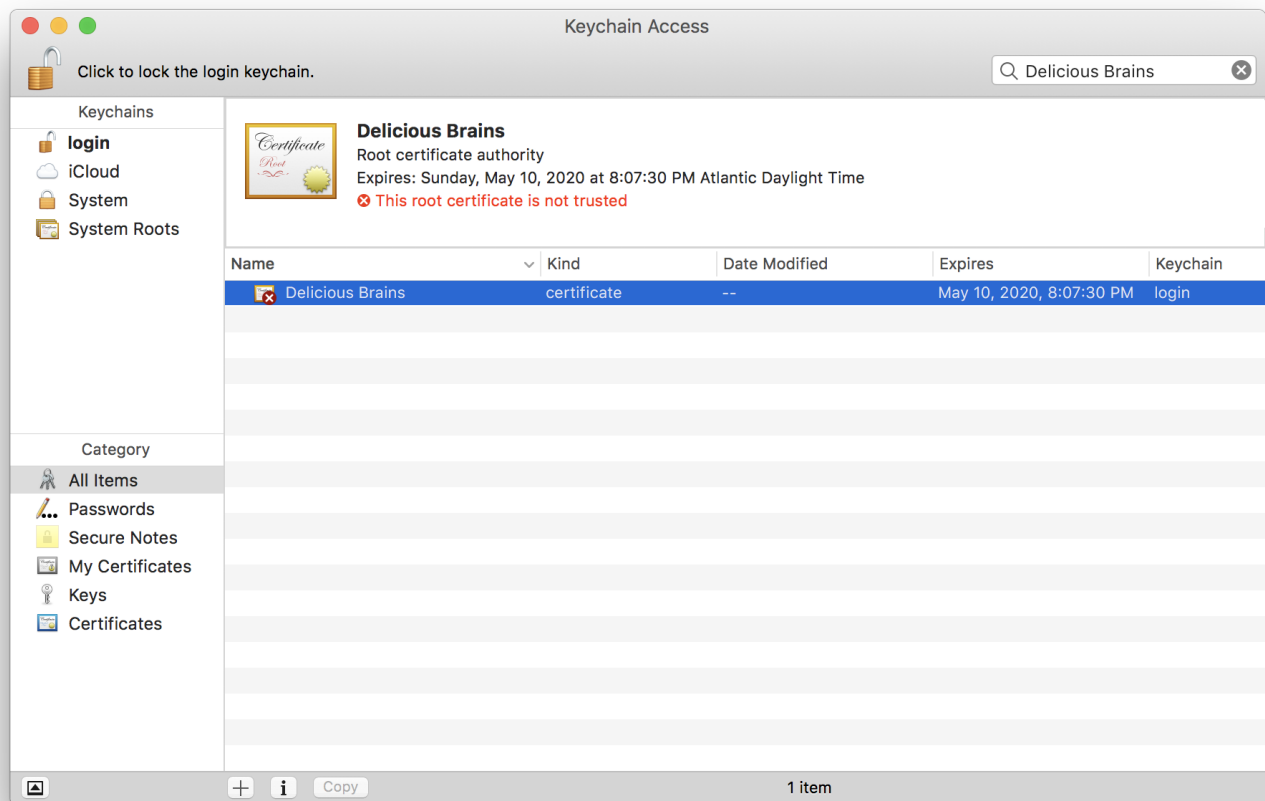 Keychain Access
Click to lock the login keychain.
Delicious Brains
Keychains
login
iCloud
System
System Roots
Certificate
Root
Delicious Brains
Root certificate authority
Expires: Sunday, May 10, 2020 at 8:07:30 PM Atlantic Daylight Time
This root certificate is not trusted
Name Kind Date Modified Expires Keychain
Delicious Brains certificate -- May 10, 2020, 8:07:30 PM login
Category
All Items
Passwords
Secure Notes
My Certificates
Keys
Certificates
Copy
1 item